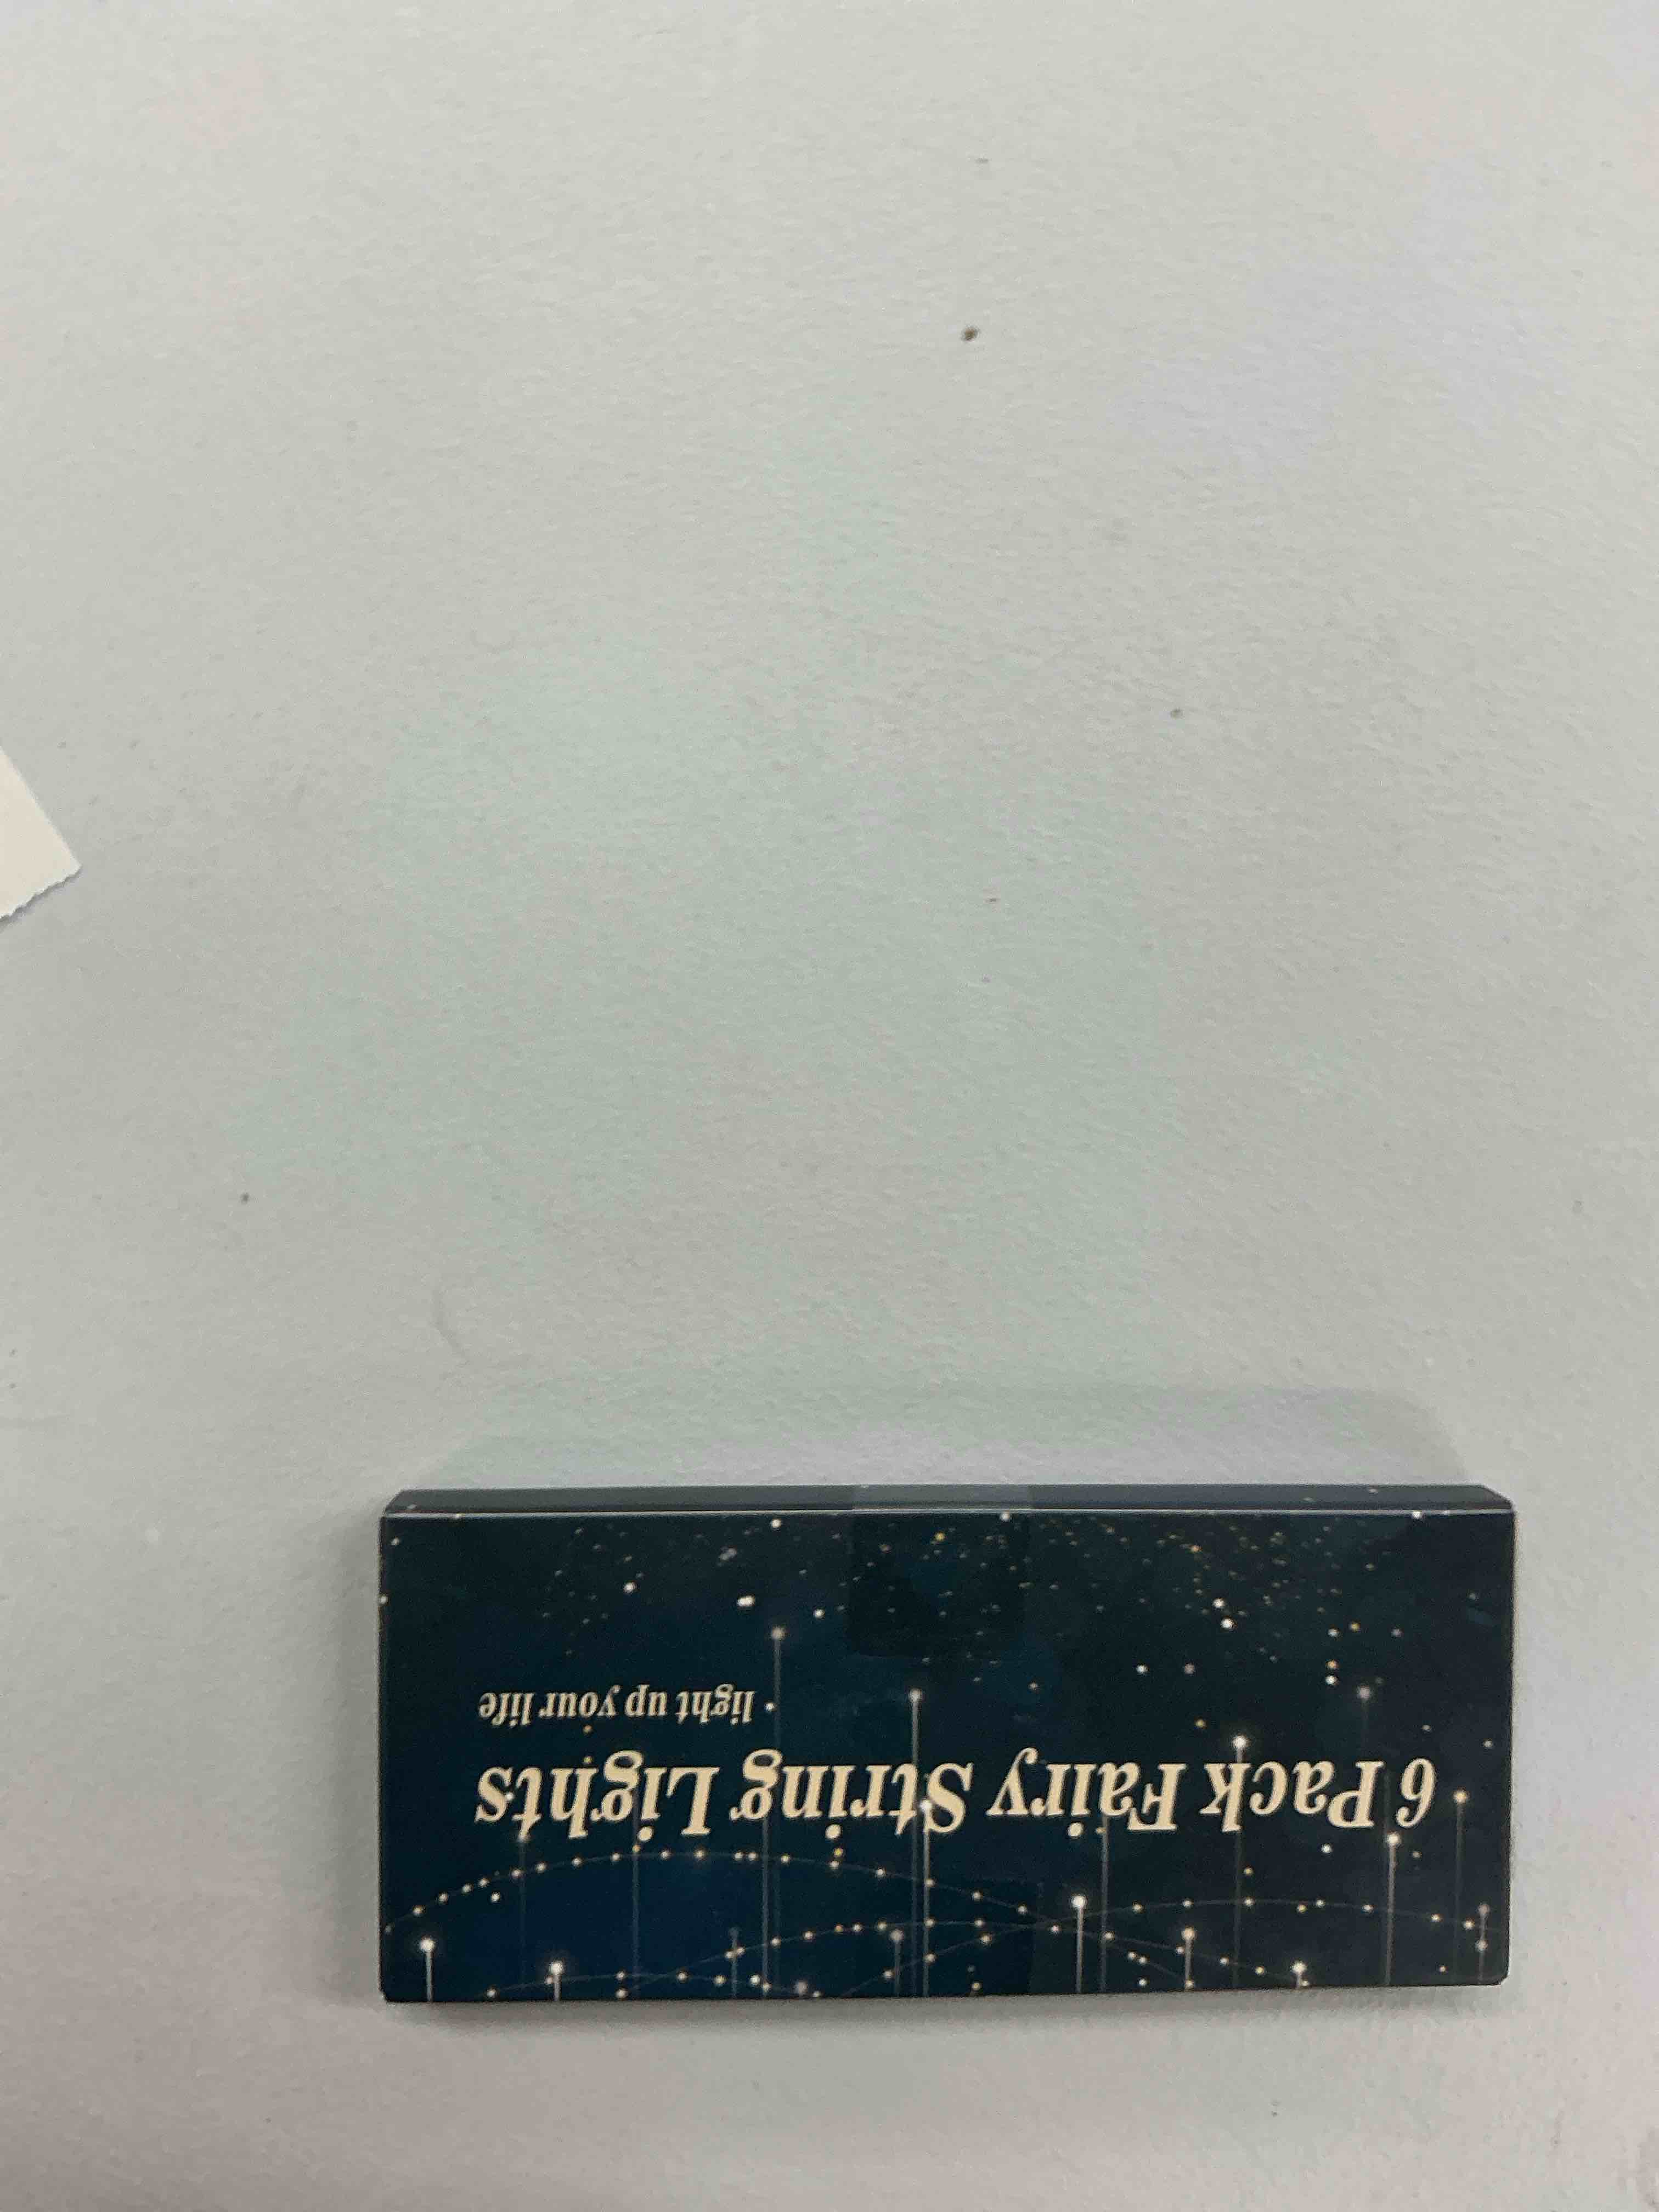 6 Pack Fairy String Lights
· light up your life